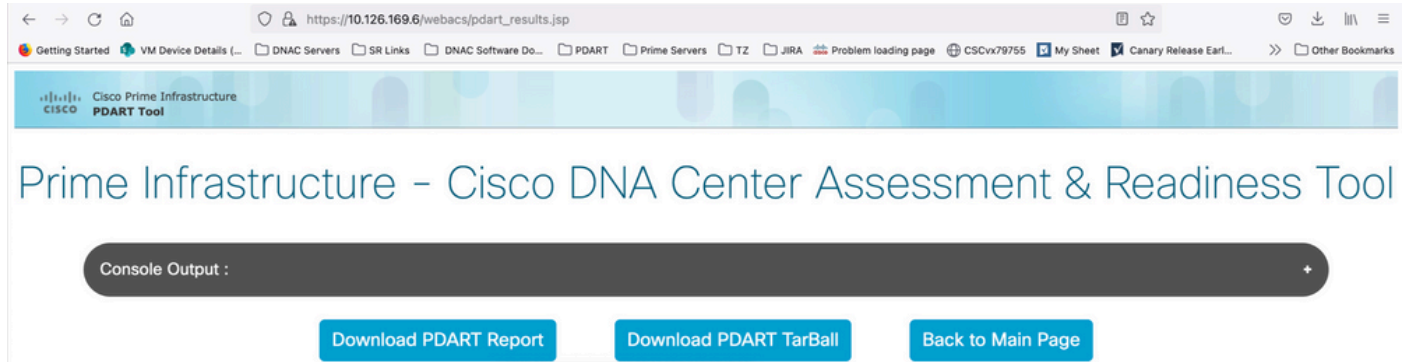 https://10.126.169.6/webacs/pdart_results.jsp
Getting Started VM Device Details (... DNAC Servers SR Links DNAC Software Do... PDART Prime Servers TZ JIRA Problem loading page CSCvx79755 My Sheet Canary Release Earl... Other Bookmarks
Cisco Prime Infrastructure
CISCO PDART Tool
Prime Infrastructure - Cisco DNA Center Assessment & Readiness Tool
Console Output : +
Download PDART Report Download PDART TarBall Back to Main Page